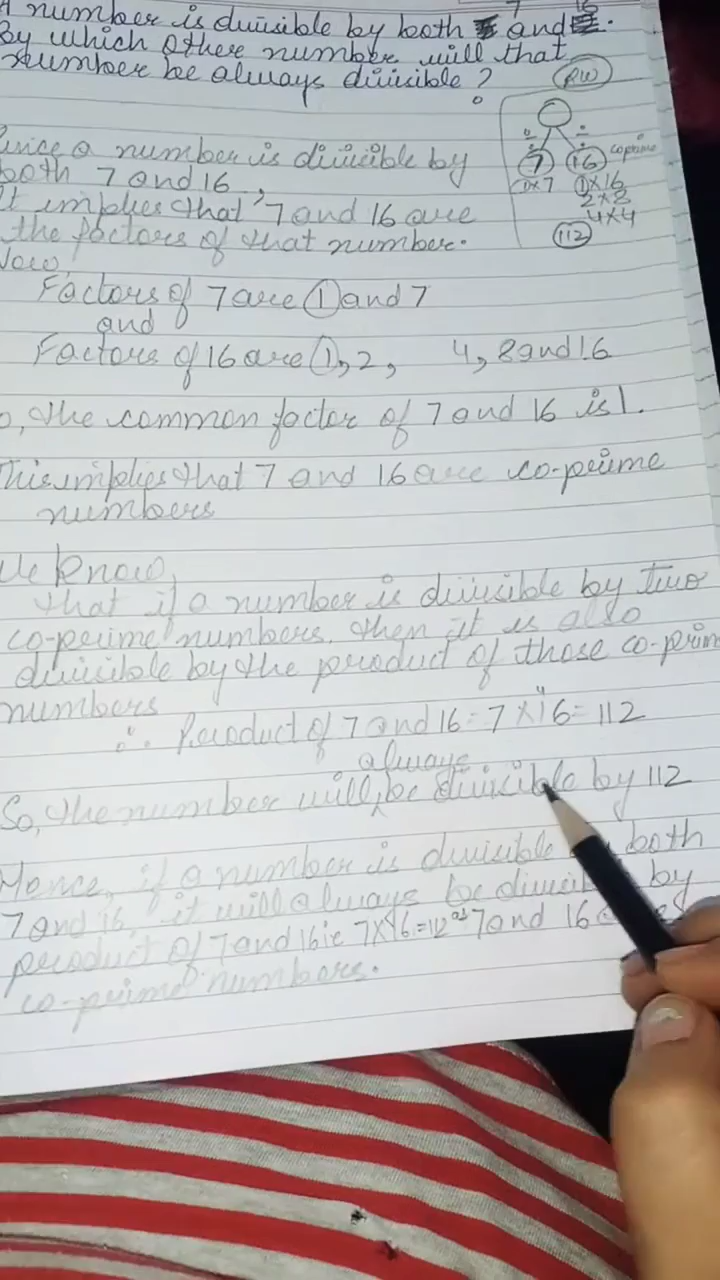 A number is divisible by both 7 and 16.
By which other number will that
number be always divisible?
RW
Since a number is divisible by
both 7 and 16,
It implies that 7 and 16 are
the factors of that number.
7 16 coprime
1×7 1×16
2×8
4×4
112
Now,
Factors of 7 are 1 and 7
and
Factors of 16 are 1, 2, 4, 8 and 16
So, the common factor of 7 and 16 is 1.
This implies that 7 and 16 are co-prime
numbers
We know,
that if a number is divisible by two
co-prime numbers, then it is also
divisible by the product of those co-prim
numbers
∴ Product of 7 and 16 = 7 × 16 = 112
always
So, the number will be divisible by 112
Hence, if a number is divisible both
7 and 16, it will always be divisible by
product of 7 and 16 ie 7×16=112 as 7 and 16
co-prime numbers.